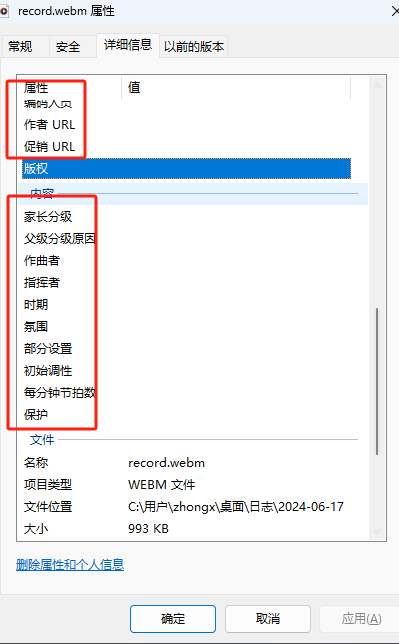 record.webm 属性
常规 安全 详细信息 以前的版本
属性 值
编码人员
作者 URL
促销 URL
版权
内容
家长分级
父级分级原因
作曲者
指挥者
时期
氛围
部分设置
初始调性
每分钟节拍数
保护
文件
名称 record.webm
项目类型 WEBM 文件
文件位置 C:\用户\zhongx\桌面\日志\2024-06-17
大小 993 KB
删除属性和个人信息
确定 取消 应用(A)